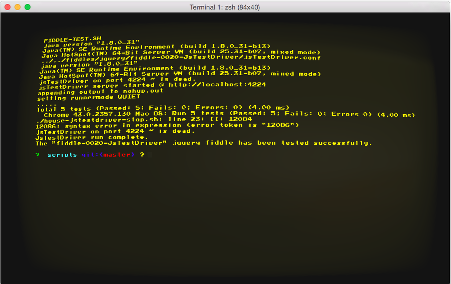 Terminal 1: zsh (84x40)
FIDDLE-TEST.SH
java version "1.8.0_31"
Java(TM) SE Runtime Environment (build 1.8.0_31-b13)
Java HotSpot(TM) 64-Bit Server VM (build 25.31-b07, mixed mode)
../../fiddles/jquery/fiddle-0020-JsTestDriver/jsTestDriver.conf
java version "1.8.0_31"
Java(TM) SE Runtime Environment (build 1.8.0_31-b13)
Java HotSpot(TM) 64-Bit Server VM (build 25.31-b07, mixed mode)
JsTestDriver on port 4224 ~ is dead.
JsTestDriver server started @ http://localhost:4224
appending output to nohup.out
setting runnermode QUIET
.....
Total 5 tests (Passed: 5; Fails: 0; Errors: 0) (4.00 ms)
Chrome 43.0.2357.130 Mac OS: Run 5 tests (Passed: 5; Fails: 0; Errors 0) (4.00 ms)
line 23: [[: 12004
12006: syntax error in expression (error token is "12006")
JsTestDriver on port 4224 ~ is dead.
JsTestDriver run complete.
The "fiddle-0020-JsTestDriver" jquery fiddle has been tested successfully.
? scripts git:(master) ?